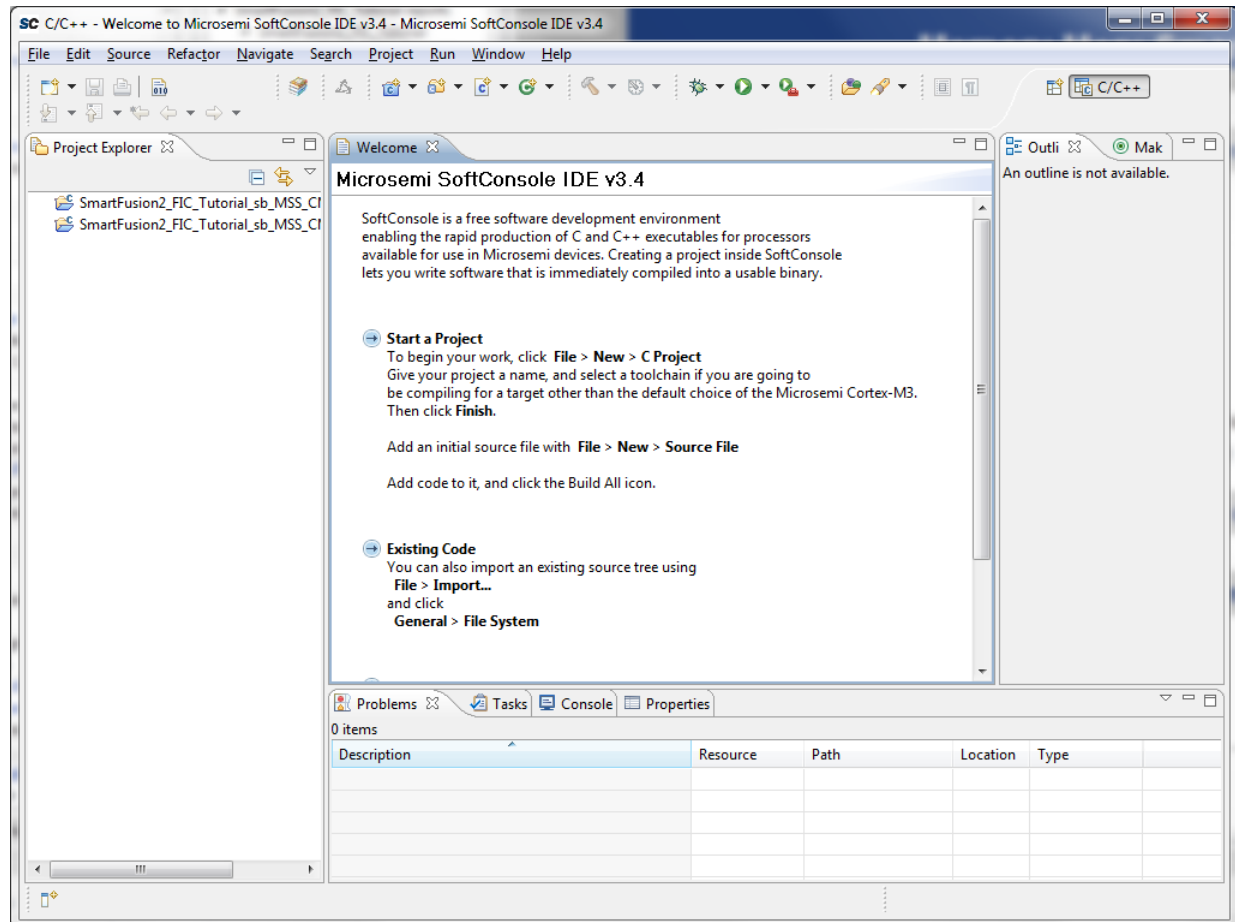 SC C/C++ - Welcome to Microsemi SoftConsole IDE v3.4 - Microsemi SoftConsole IDE v3.4
File Edit Source Refactor Navigate Search Project Run Window Help
C/C++
Project Explorer
SmartFusion2_FIC_Tutorial_sb_MSS_CM
SmartFusion2_FIC_Tutorial_sb_MSS_CM
Welcome
Microsemi SoftConsole IDE v3.4
SoftConsole is a free software development environment
enabling the rapid production of C and C++ executables for processors
available for use in Microsemi devices. Creating a project inside SoftConsole
lets you write software that is immediately compiled into a usable binary.
Start a Project
To begin your work, click File > New > C Project
Give your project a name, and select a toolchain if you are going to
be compiling for a target other than the default choice of the Microsemi Cortex-M3.
Then click Finish.
Add an initial source file with File > New > Source File
Add code to it, and click the Build All icon.
Existing Code
You can also import an existing source tree using
File > Import...
and click
General > File System
Outli Mak
An outline is not available.
Problems Tasks Console Properties
0 items
Description Resource Path Location Type